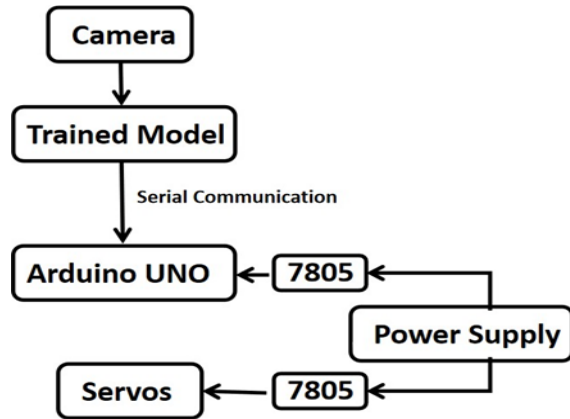 Camera
Trained Model
Serial Communication
Arduino UNO
7805
Power Supply
Servos
7805